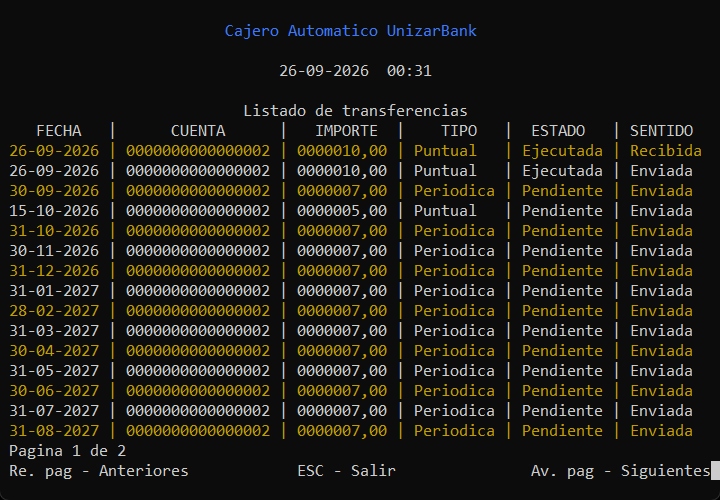 Cajero Automatico UnizarBank
26-09-2026  00:31
Listado de transferencias
FECHA | CUENTA | IMPORTE | TIPO | ESTADO | SENTIDO
26-09-2026 | 0000000000000002 | 0000010,00 | Puntual | Ejecutada | Recibida
26-09-2026 | 0000000000000002 | 0000010,00 | Puntual | Ejecutada | Enviada
30-09-2026 | 0000000000000002 | 0000007,00 | Periodica | Pendiente | Enviada
15-10-2026 | 0000000000000002 | 0000005,00 | Puntual | Pendiente | Enviada
31-10-2026 | 0000000000000002 | 0000007,00 | Periodica | Pendiente | Enviada
30-11-2026 | 0000000000000002 | 0000007,00 | Periodica | Pendiente | Enviada
31-12-2026 | 0000000000000002 | 0000007,00 | Periodica | Pendiente | Enviada
31-01-2027 | 0000000000000002 | 0000007,00 | Periodica | Pendiente | Enviada
28-02-2027 | 0000000000000002 | 0000007,00 | Periodica | Pendiente | Enviada
31-03-2027 | 0000000000000002 | 0000007,00 | Periodica | Pendiente | Enviada
30-04-2027 | 0000000000000002 | 0000007,00 | Periodica | Pendiente | Enviada
31-05-2027 | 0000000000000002 | 0000007,00 | Periodica | Pendiente | Enviada
30-06-2027 | 0000000000000002 | 0000007,00 | Periodica | Pendiente | Enviada
31-07-2027 | 0000000000000002 | 0000007,00 | Periodica | Pendiente | Enviada
31-08-2027 | 0000000000000002 | 0000007,00 | Periodica | Pendiente | Enviada
Pagina 1 de 2
Re. pag - Anteriores    ESC - Salir    Av. pag - Siguientes